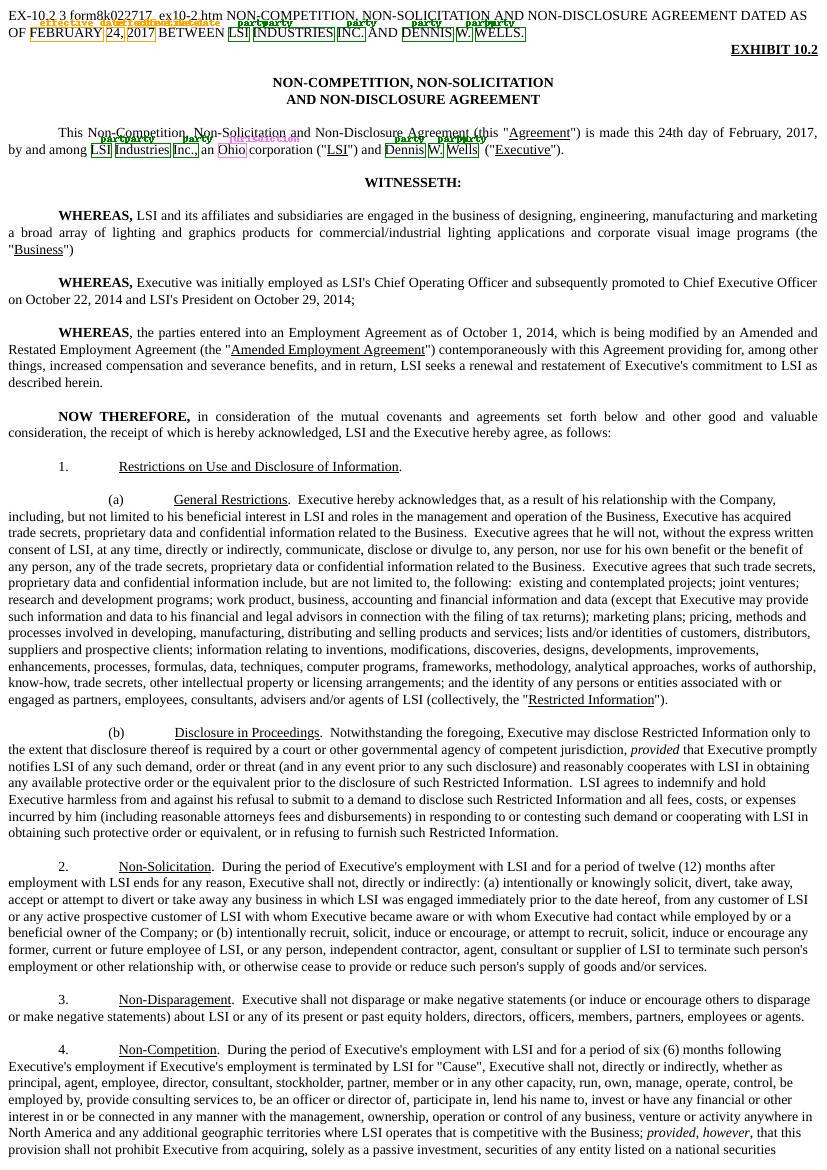 EX-10.2 3 form8k022717_ex10-2.htm NON-COMPETITION, NON-SOLICITATION AND NON-DISCLOSURE AGREEMENT DATED AS
OF FEBRUARY 24, 2017 BETWEEN LSI INDUSTRIES INC. AND DENNIS W. WELLS.
EXHIBIT 10.2
NON-COMPETITION, NON-SOLICITATION
AND NON-DISCLOSURE AGREEMENT
This Non-Competition, Non-Solicitation and Non-Disclosure Agreement (this "Agreement") is made this 24th day of February, 2017,
party party party jurisdiction party party party
by and among LSI Industries Inc., an Ohio corporation ("LSI") and Dennis W. Wells ("Executive").
WITNESSETH:
WHEREAS, LSI and its affiliates and subsidiaries are engaged in the business of designing, engineering, manufacturing and marketing
a broad array of lighting and graphics products for commercial/industrial lighting applications and corporate visual image programs (the
"Business")
WHEREAS, Executive was initially employed as LSI's Chief Operating Officer and subsequently promoted to Chief Executive Officer
on October 22, 2014 and LSI's President on October 29, 2014;
WHEREAS, the parties entered into an Employment Agreement as of October 1, 2014, which is being modified by an Amended and
Restated Employment Agreement (the "Amended Employment Agreement") contemporaneously with this Agreement providing for, among other
things, increased compensation and severance benefits, and in return, LSI seeks a renewal and restatement of Executive's commitment to LSI as
described herein.
NOW THEREFORE, in consideration of the mutual covenants and agreements set forth below and other good and valuable
consideration, the receipt of which is hereby acknowledged, LSI and the Executive hereby agree, as follows:
1. Restrictions on Use and Disclosure of Information.
(a) General Restrictions. Executive hereby acknowledges that, as a result of his relationship with the Company,
including, but not limited to his beneficial interest in LSI and roles in the management and operation of the Business, Executive has acquired
trade secrets, proprietary data and confidential information related to the Business. Executive agrees that he will not, without the express written
consent of LSI, at any time, directly or indirectly, communicate, disclose or divulge to, any person, nor use for his own benefit or the benefit of
any person, any of the trade secrets, proprietary data or confidential information related to the Business. Executive agrees that such trade secrets,
proprietary data and confidential information include, but are not limited to, the following: existing and contemplated projects; joint ventures;
research and development programs; work product, business, accounting and financial information and data (except that Executive may provide
such information and data to his financial and legal advisors in connection with the filing of tax returns); marketing plans; pricing, methods and
processes involved in developing, manufacturing, distributing and selling products and services; lists and/or identities of customers, distributors,
suppliers and prospective clients; information relating to inventions, modifications, discoveries, designs, developments, improvements,
enhancements, processes, formulas, data, techniques, computer programs, frameworks, methodology, analytical approaches, works of authorship,
know-how, trade secrets, other intellectual property or licensing arrangements; and the identity of any persons or entities associated with or
engaged as partners, employees, consultants, advisers and/or agents of LSI (collectively, the "Restricted Information").
(b) Disclosure in Proceedings. Notwithstanding the foregoing, Executive may disclose Restricted Information only to
the extent that disclosure thereof is required by a court or other governmental agency of competent jurisdiction, provided that Executive promptly
notifies LSI of any such demand, order or threat (and in any event prior to any such disclosure) and reasonably cooperates with LSI in obtaining
any available protective order or the equivalent prior to the disclosure of such Restricted Information. LSI agrees to indemnify and hold
Executive harmless from and against his refusal to submit to a demand to disclose such Restricted Information and all fees, costs, or expenses
incurred by him (including reasonable attorneys fees and disbursements) in responding to or contesting such demand or cooperating with LSI in
obtaining such protective order or equivalent, or in refusing to furnish such Restricted Information.
2. Non-Solicitation. During the period of Executive's employment with LSI and for a period of twelve (12) months after
employment with LSI ends for any reason, Executive shall not, directly or indirectly: (a) intentionally or knowingly solicit, divert, take away,
accept or attempt to divert or take away any business in which LSI was engaged immediately prior to the date hereof, from any customer of LSI
or any active prospective customer of LSI with whom Executive became aware or with whom Executive had contact while employed by or a
beneficial owner of the Company; or (b) intentionally recruit, solicit, induce or encourage, or attempt to recruit, solicit, induce or encourage any
former, current or future employee of LSI, or any person, independent contractor, agent, consultant or supplier of LSI to terminate such person's
employment or other relationship with, or otherwise cease to provide or reduce such person's supply of goods and/or services.
3. Non-Disparagement. Executive shall not disparage or make negative statements (or induce or encourage others to disparage
or make negative statements) about LSI or any of its present or past equity holders, directors, officers, members, partners, employees or agents.
4. Non-Competition. During the period of Executive's employment with LSI and for a period of six (6) months following
Executive's employment if Executive's employment is terminated by LSI for "Cause", Executive shall not, directly or indirectly, whether as
principal, agent, employee, director, consultant, stockholder, partner, member or in any other capacity, run, own, manage, operate, control, be
employed by, provide consulting services to, be an officer or director of, participate in, lend his name to, invest or have any financial or other
interest in or be connected in any manner with the management, ownership, operation or control of any business, venture or activity anywhere in
North America and any additional geographic territories where LSI operates that is competitive with the Business; provided, however, that this
provision shall not prohibit Executive from acquiring, solely as a passive investment, securities of any entity listed on a national securities